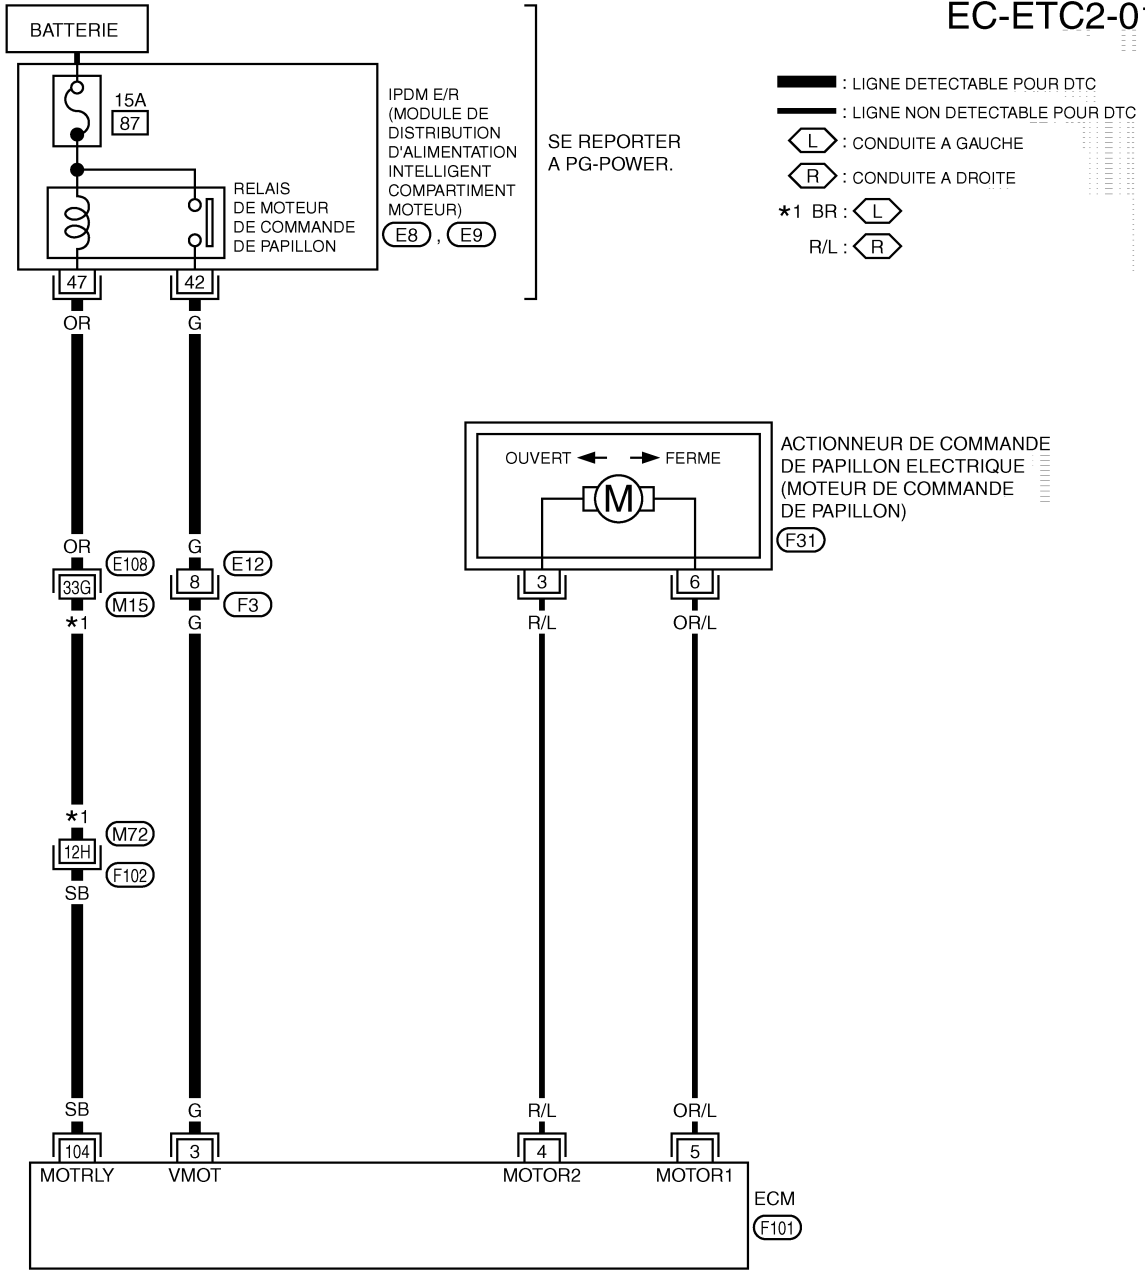 EC-ETC2-01
BATTERIE
15A
87
IPDM E/R
(MODULE DE
DISTRIBUTION
D'ALIMENTATION
INTELLIGENT
COMPARTIMENT
MOTEUR)
E8 , E9
SE REPORTER
A PG-POWER.
: LIGNE DETECTABLE POUR DTC
: LIGNE NON DETECTABLE POUR DTC
L : CONDUITE A GAUCHE
R : CONDUITE A DROITE
*1 BR : L
R/L : R
RELAIS
DE MOTEUR
DE COMMANDE
DE PAPILLON
47
42
OR
G
OUVERT
FERME
M
ACTIONNEUR DE COMMANDE
DE PAPILLON ELECTRIQUE
(MOTEUR DE COMMANDE
DE PAPILLON)
F31
OR
G
E108
E12
33G
8
3
6
M15
F3
*1
G
R/L
OR/L
*1
M72
12H
F102
SB
SB
G
R/L
OR/L
104
3
4
5
MOTRLY
VMOT
MOTOR2
MOTOR1
ECM
F101